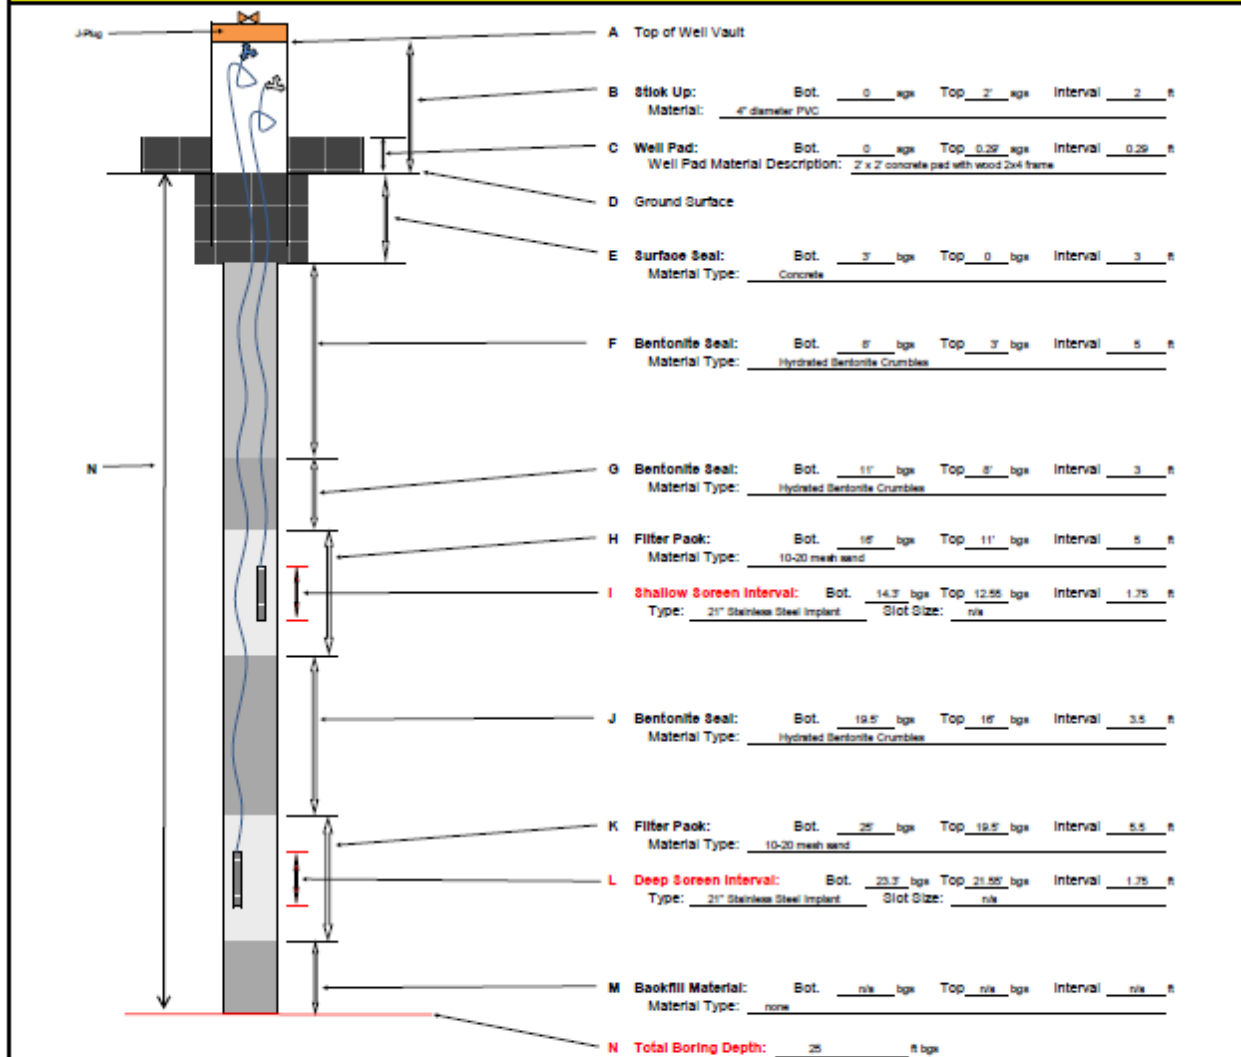 J-Plug
A Top of Well Vault
B Stick Up: Bot. 0 ags Top 2' ags Interval 2 ft
Material: 4" diameter PVC
C Well Pad: Bot. 0 ags Top 0.29' ags Interval 0.29 ft
Well Pad Material Description: 2' x 2' concrete pad with wood 2x4 frame
D Ground Surface
E Surface Seal: Bot. 3' bgs Top 0 bgs Interval 3 ft
Material Type: Concrete
F Bentonite Seal: Bot. 8' bgs Top 3' bgs Interval 5 ft
Material Type: Hyrdrated Bentonite Crumbles
N
G Bentonite Seal: Bot. 11' bgs Top 8' bgs Interval 3 ft
Material Type: Hydrated Bentonite Crumbles
H Filter Pack: Bot. 16' bgs Top 11' bgs Interval 5 ft
Material Type: 10-20 mesh sand
I Shallow Screen Interval: Bot. 14.3' bgs Top 12.55 bgs Interval 1.75 ft
Type: 21" Stainless Steel Implant Slot Size: n/a
J Bentonite Seal: Bot. 19.5' bgs Top 16' bgs Interval 3.5 ft
Material Type: Hydrated Bentonite Crumbles
K Filter Pack: Bot. 25' bgs Top 19.5' bgs Interval 5.5 ft
Material Type: 10-20 mesh sand
L Deep Screen Interval: Bot. 23.3' bgs Top 21.55' bgs Interval 1.75 ft
Type: 21" Stainless Steel Implant Slot Size: n/a
M Backfill Material: Bot. n/a bgs Top n/a bgs Interval n/a ft
Material Type: none
N Total Boring Depth: 25 ft bgs